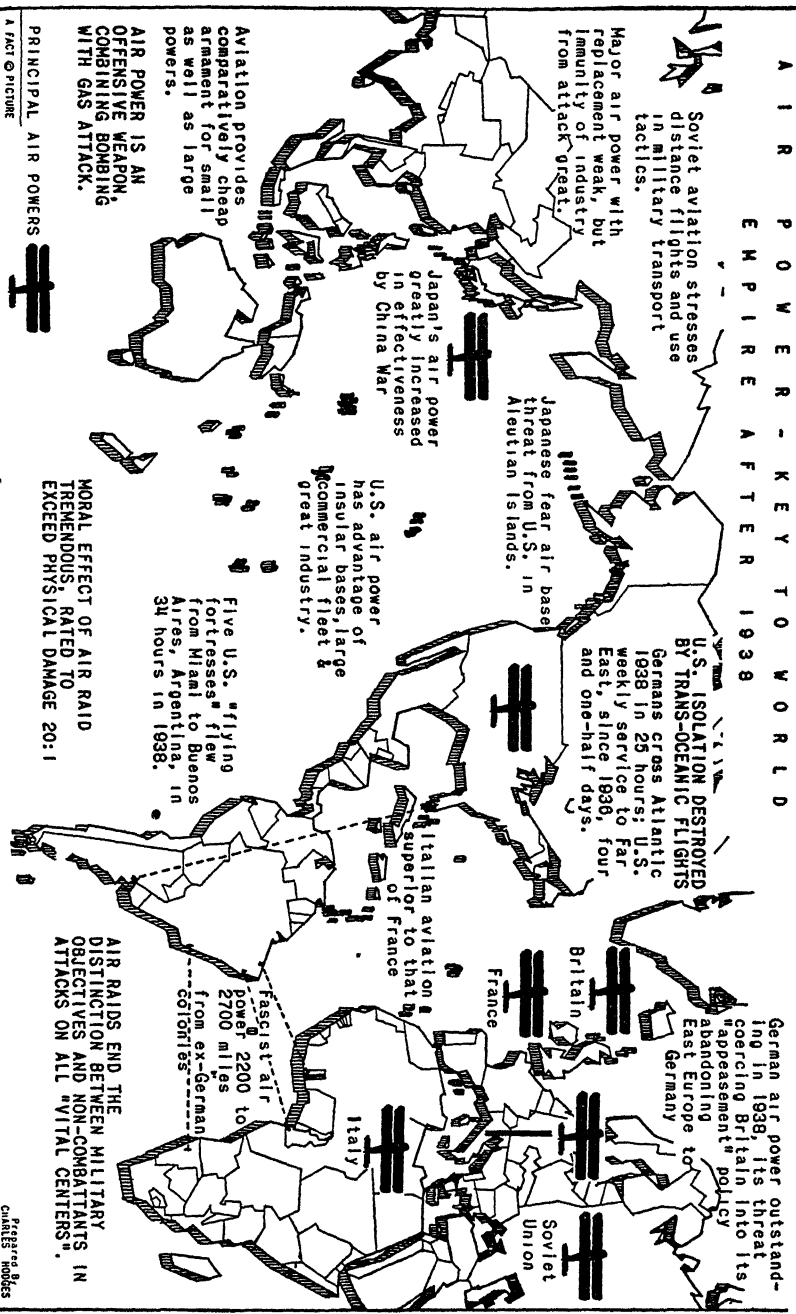 AIR POWER - KEY TO WORLD
EMPIRE AFTER 1938
Soviet aviation stresses
distance flights and use
in military transport
tactics.
Major air power with
replacement weak, but
immunity of industry
from attack great.
Aviation provides
comparatively cheap
armament for small
as well as large
powers.
AIR POWER IS AN
OFFENSIVE WEAPON,
COMBINING BOMBING
WITH GAS ATTACK.
PRINCIPAL AIR POWERS
A FACT © PICTURE
Japan's air power
greatly increased
in effectiveness
by China War
Japanese fear air base
threat from U.S. in
Aleutian Islands.
U.S. air power
has advantage of
insular bases, large
commercial fleet &
great industry.
MORAL EFFECT OF AIR RAID
TREMENDOUS, RATED TO
EXCEED PHYSICAL DAMAGE 20:1
U.S. ISOLATION DESTROYED
BY TRANS-OCEANIC FLIGHTS
Germans cross Atlantic
1938 in 25 hours; U.S.
weekly service to Far
East, since 1936, four
and one-half days.
Five U.S. "flying
fortresses" flew
from Miami to Buenos
Aires, Argentina, in
34 hours in 1938.
Italian aviation
superior to that
of France
German air power outstand-
ing in 1938, its threat
coercing Britain into its
"appeasement" policy
abandoning
East Europe to
Germany
Britain
France
Italy
Soviet
Union
Fascist air
power 2200 to
2700 miles
from ex-German
colonies
AIR RAIDS END THE
DISTINCTION BETWEEN MILITARY
OBJECTIVES AND NON-COMBATTANTS IN
ATTACKS ON ALL "VITAL CENTERS".
Prepared By
CHARLES HODGES